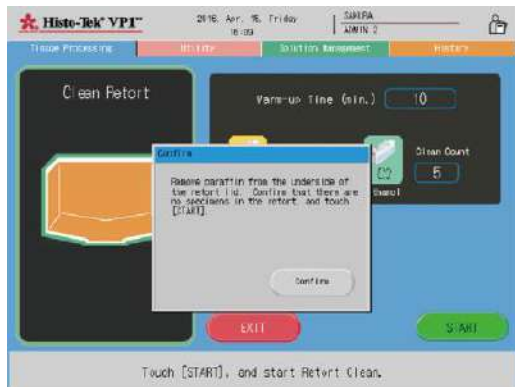 Histo-Tek® VP1™
2016. Apr. 15. Friday
16:09
SAKURA
ADMIN 2
Tissue Processing
Utility
Solution Management
History
Clean Retort
Warm-up Time (min.)
10
Clean Count
5
Confirm
Remove paraffin from the underside of
the retort lid. Confirm that there are
no specimens in the retort, and touch
[START].
Confirm
EXIT
START
Touch [START], and start Retort Clean.